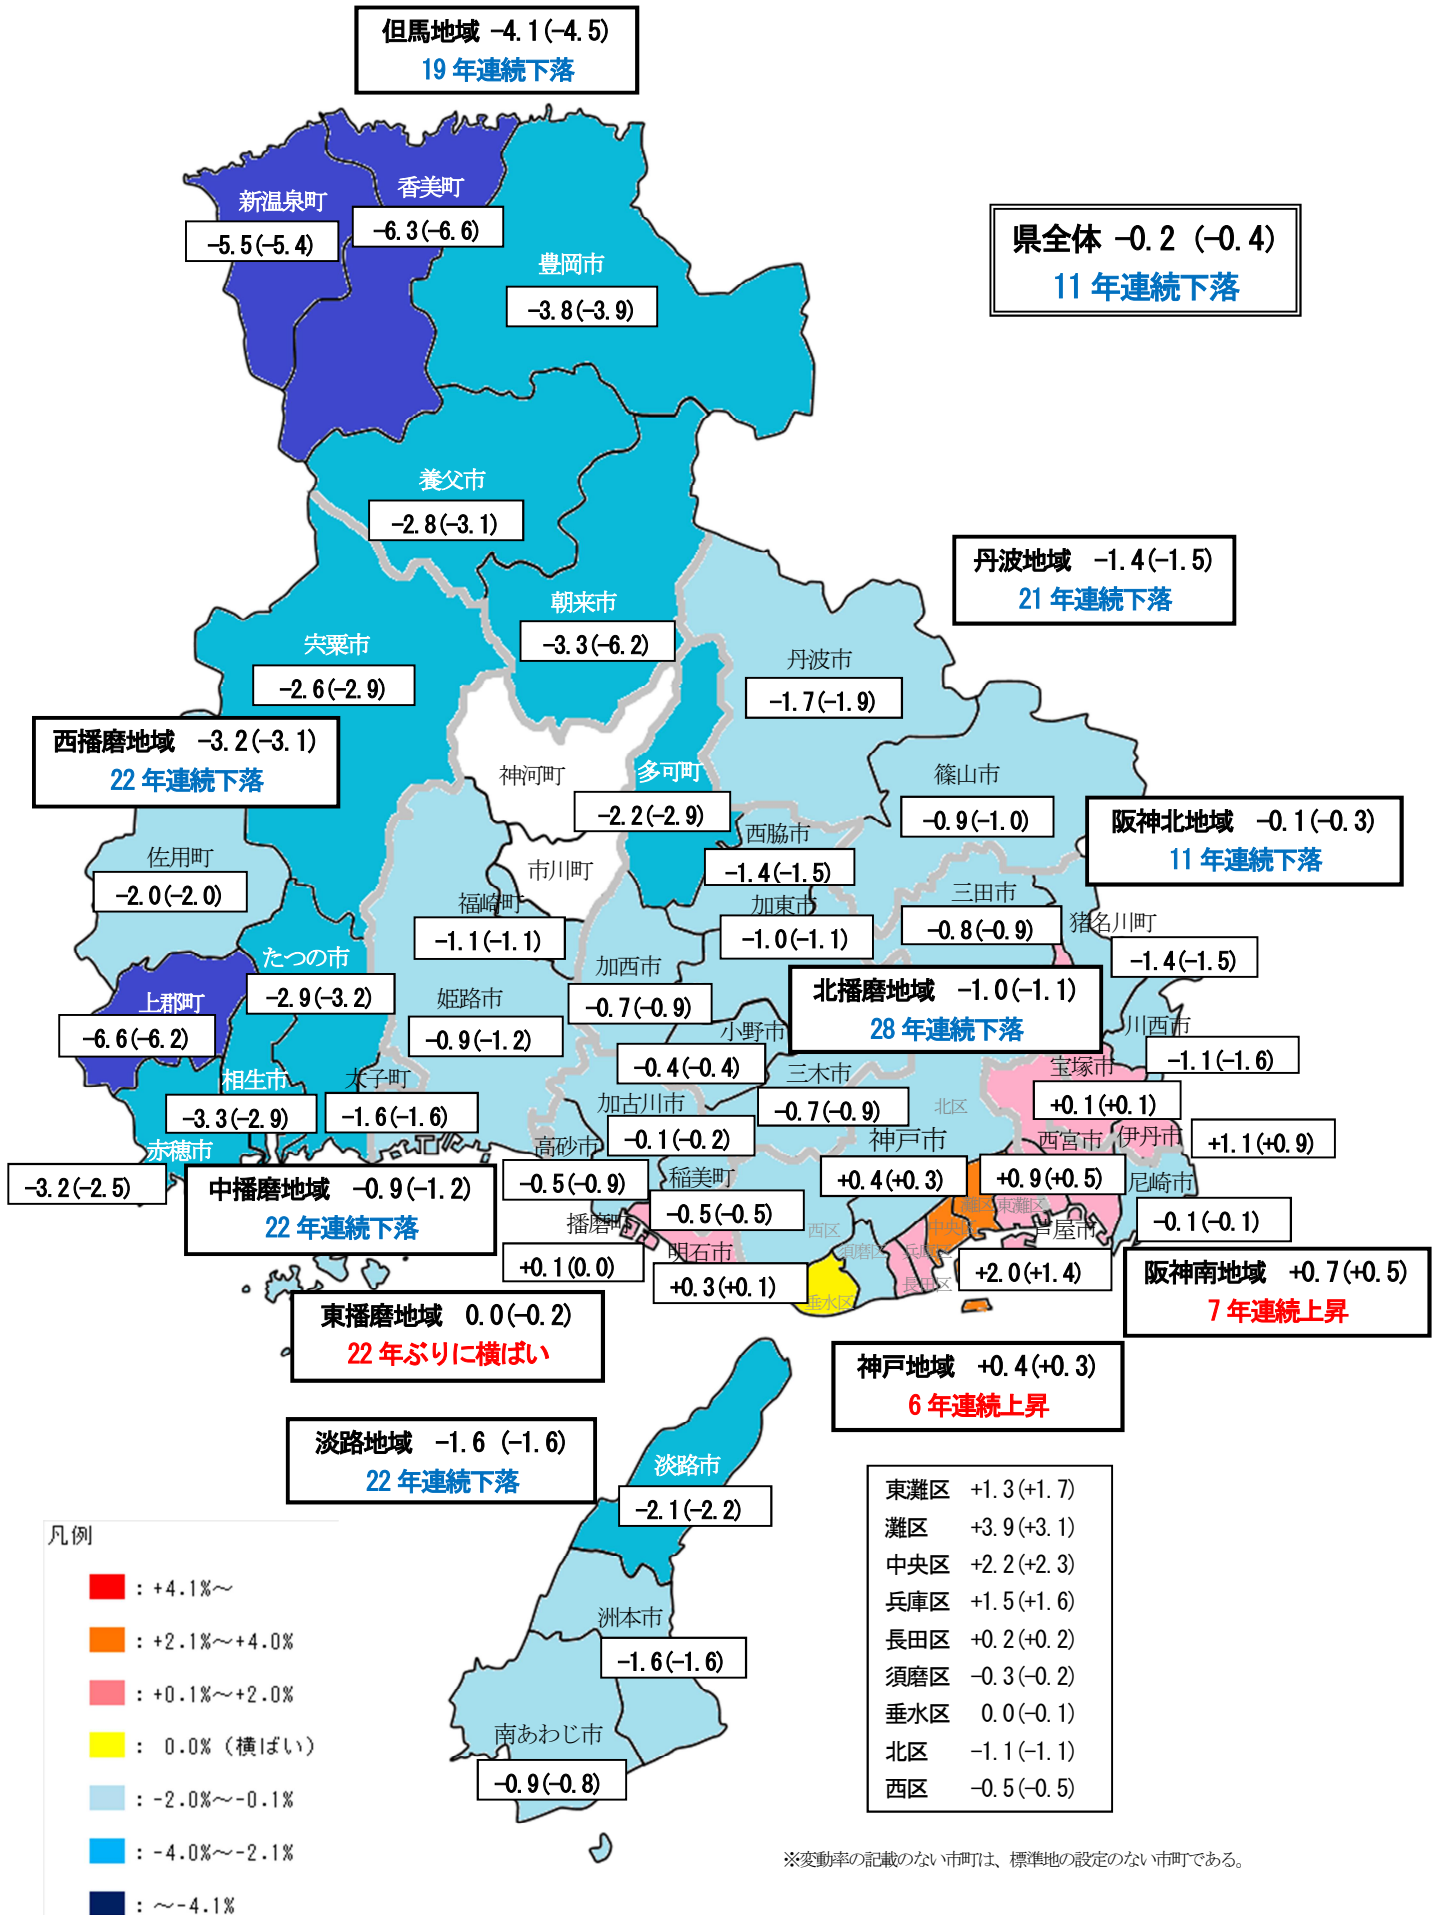 但馬地域 -4.1(-4.5)
19 年連続下落
新温泉町
-5.5(-5.4)
香美町
-6.3(-6.6)
豊岡市
-3.8(-3.9)
県全体 -0.2 (-0.4)
11 年連続下落
養父市
-2.8(-3.1)
朝来市
-3.3(-6.2)
丹波地域 -1.4(-1.5)
21 年連続下落
宍粟市
-2.6(-2.9)
丹波市
-1.7(-1.9)
西播磨地域 -3.2(-3.1)
22 年連続下落
神河町
多可町
-2.2(-2.9)
篠山市
-0.9(-1.0)
阪神北地域 -0.1(-0.3)
11 年連続下落
佐用町
-2.0(-2.0)
市川町
西脇市
-1.4(-1.5)
福崎町
-1.1(-1.1)
加東市
-1.0(-1.1)
三田市
-0.8(-0.9)
猪名川町
-1.4(-1.5)
たつの市
-2.9(-3.2)
加西市
-0.7(-0.9)
北播磨地域 -1.0(-1.1)
28 年連続下落
上郡町
-6.6(-6.2)
姫路市
-0.9(-1.2)
小野市
-0.4(-0.4)
川西市
-1.1(-1.6)
相生市
-3.3(-2.9)
太子町
-1.6(-1.6)
三木市
-0.7(-0.9)
宝塚市
+0.1(+0.1)
加古川市
-0.1(-0.2)
北区
神戸市
+0.4(+0.3)
西宮市
+0.9(+0.5)
伊丹市
+1.1(+0.9)
赤穂市
-3.2(-2.5)
高砂市
-0.5(-0.9)
稲美町
-0.5(-0.5)
尼崎市
-0.1(-0.1)
中播磨地域 -0.9(-1.2)
22 年連続下落
播磨町
+0.1(0.0)
明石市
+0.3(+0.1)
西区
須磨区
垂水区
兵庫区
長田区
中央区
灘区
東灘区
芦屋市
+2.0(+1.4)
阪神南地域 +0.7(+0.5)
7 年連続上昇
東播磨地域 0.0(-0.2)
22 年ぶりに横ばい
神戸地域 +0.4(+0.3)
6 年連続上昇
淡路地域 -1.6 (-1.6)
22 年連続下落
淡路市
-2.1(-2.2)
洲本市
-1.6(-1.6)
南あわじ市
-0.9(-0.8)
東灘区 +1.3(+1.7)
灘区 +3.9(+3.1)
中央区 +2.2(+2.3)
兵庫区 +1.5(+1.6)
長田区 +0.2(+0.2)
須磨区 -0.3(-0.2)
垂水区 0.0(-0.1)
北区 -1.1(-1.1)
西区 -0.5(-0.5)
凡例
：+4.1%～
：+2.1%～+4.0%
：+0.1%～+2.0%
： 0.0%（横ばい）
：-2.0%～-0.1%
：-4.0%～-2.1%
：～-4.1%
※変動率の記載のない市町は、標準地の設定のない市町である。